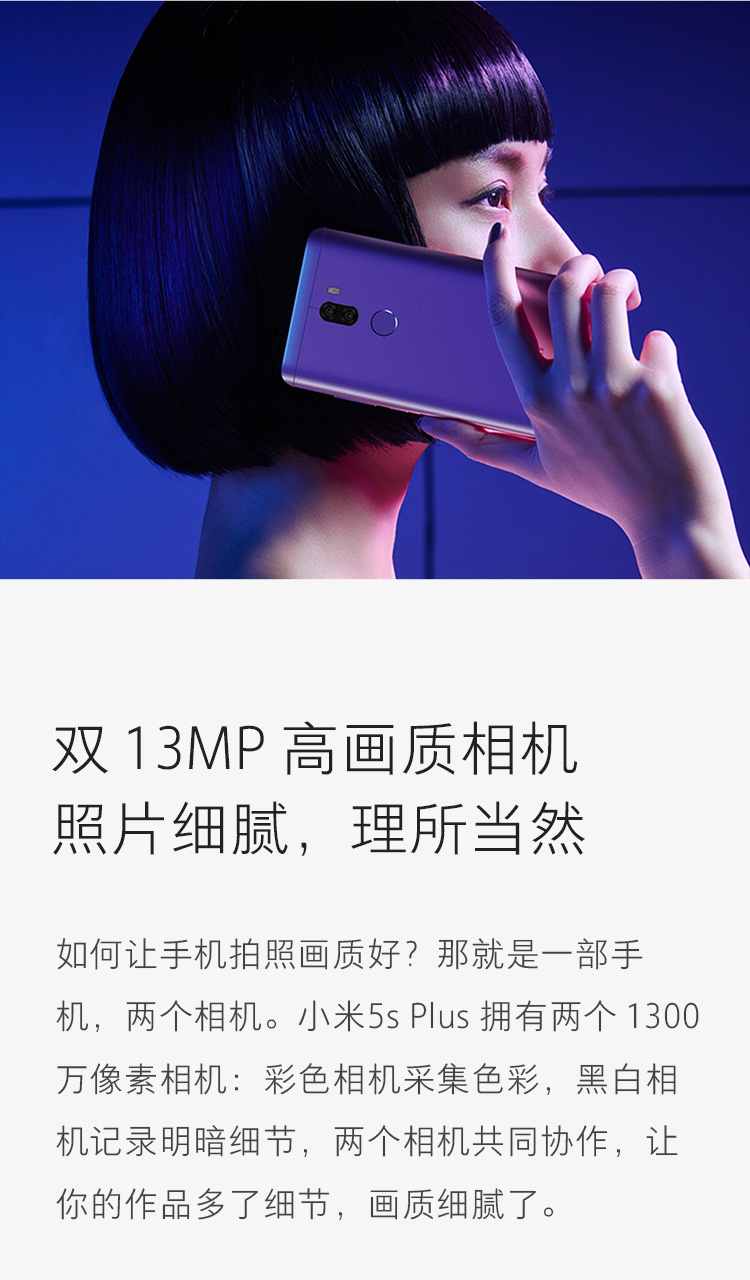 双 13MP 高画质相机
照片细腻，理所当然
如何让手机拍照画质好？那就是一部手
机，两个相机。小米5s Plus 拥有两个 1300
万像素相机：彩色相机采集色彩，黑白相
机记录明暗细节，两个相机共同协作，让
你的作品多了细节，画质细腻了。